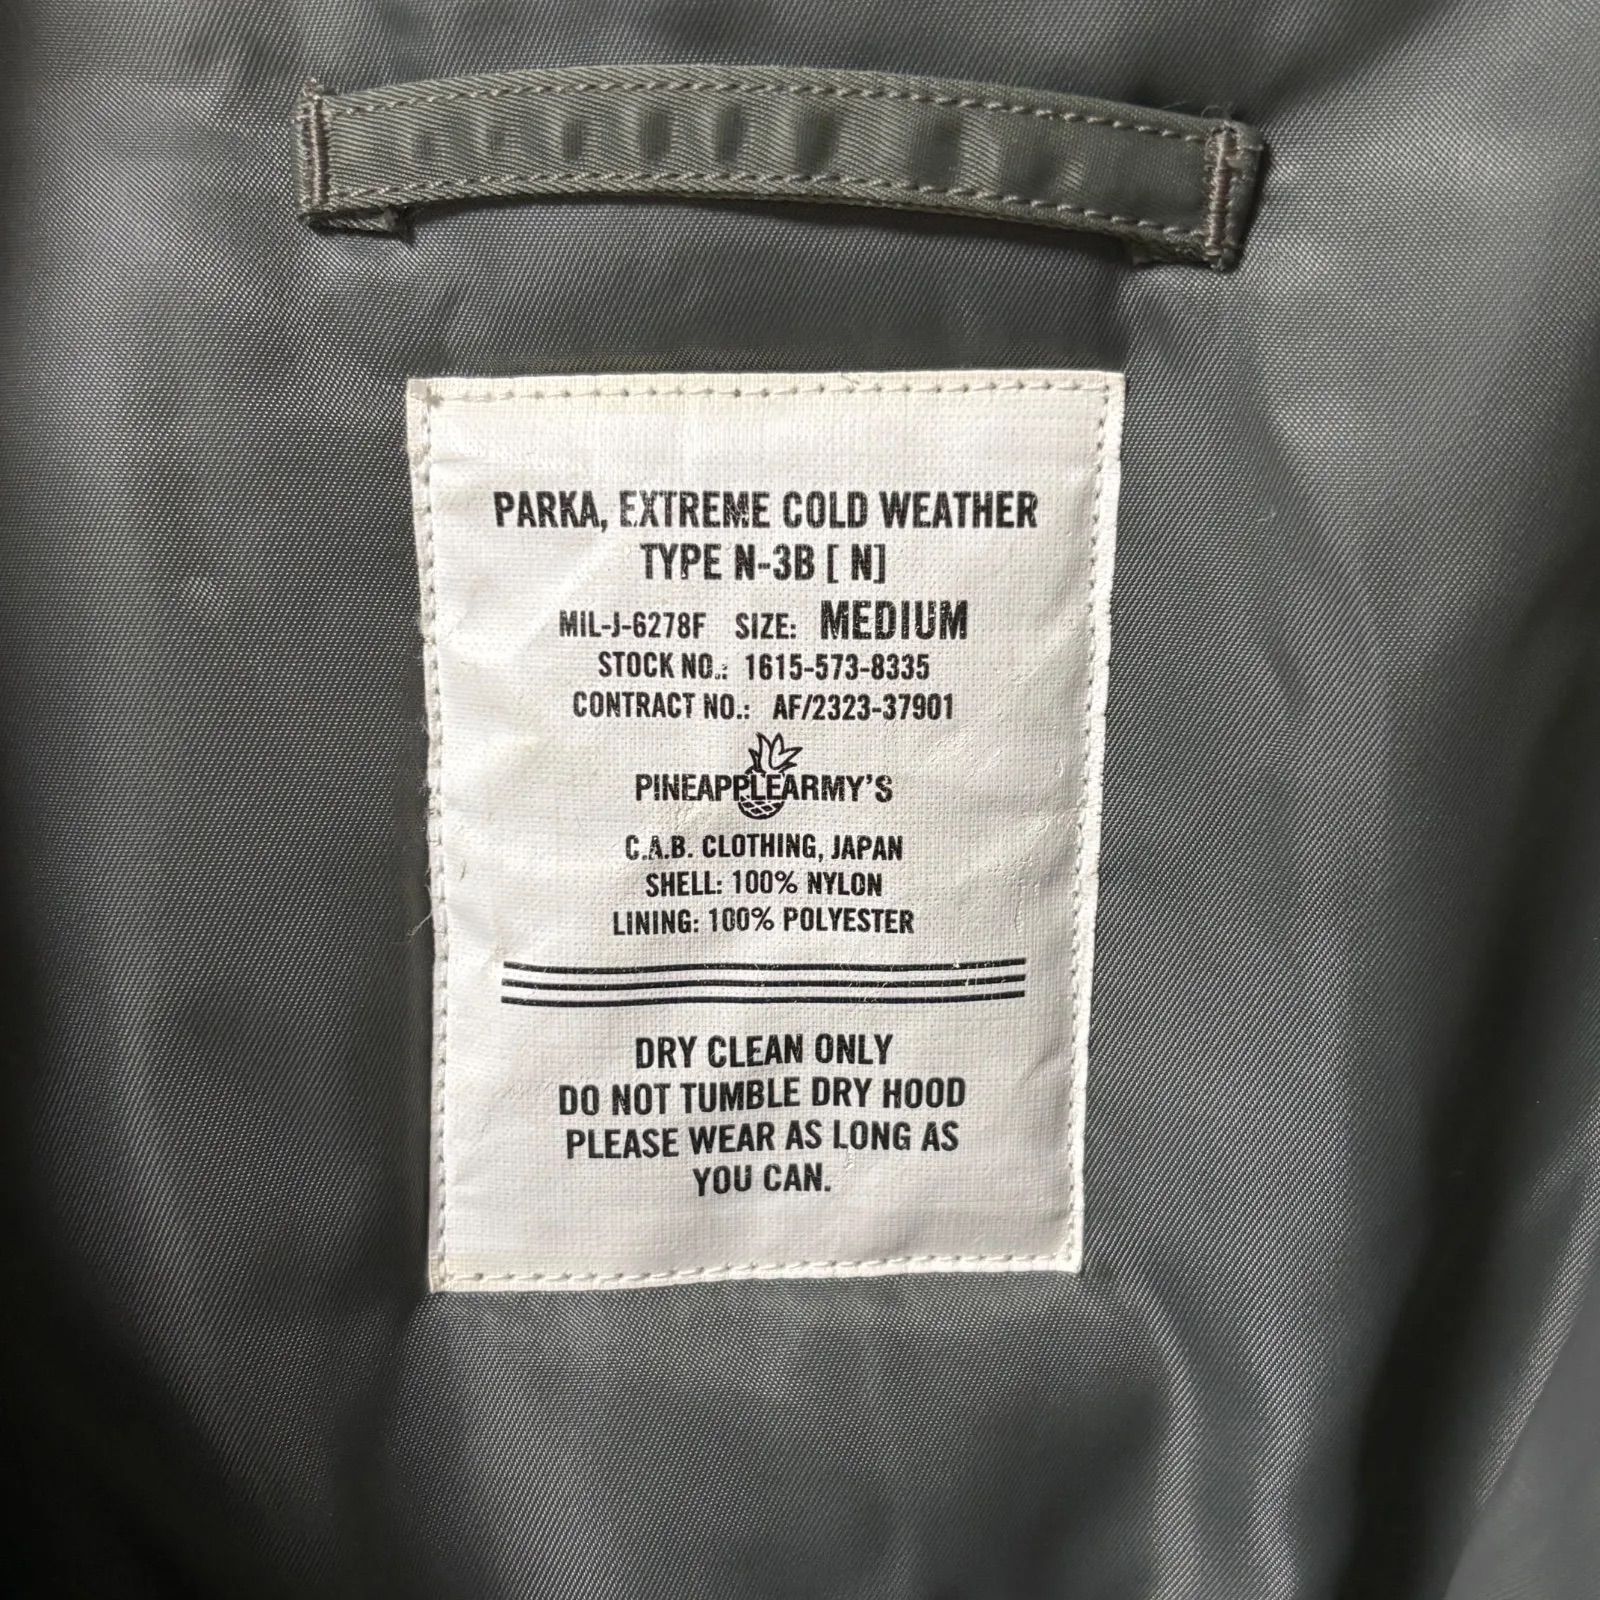 PARKA, EXTREME COLD WEATHER
TYPE N-3B [ N]
MIL-J-6278F SIZE: MEDIUM
STOCK NO.: 1615-573-8335
CONTRACT NO.: AF/2323-37901
PINEAPPLEARMY'S
C.A.B. CLOTHING, JAPAN
SHELL: 100% NYLON
LINING: 100% POLYESTER
DRY CLEAN ONLY
DO NOT TUMBLE DRY HOOD
PLEASE WEAR AS LONG AS
YOU CAN.